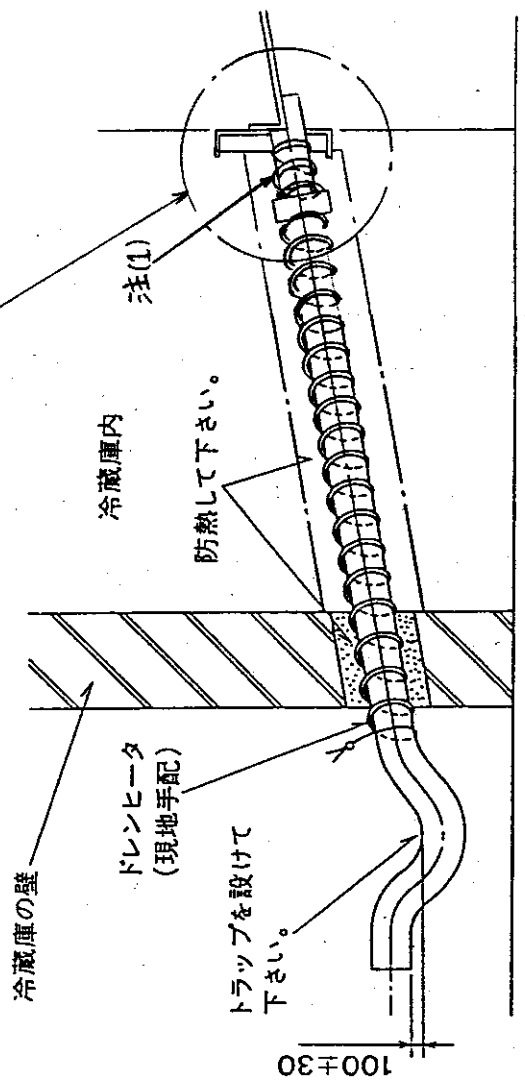 冷蔵庫の壁
ドレンヒータ
(現地手配)
トラップを設けて
下さい。
100±30
冷蔵庫内
防熱して下さい。
注(1)